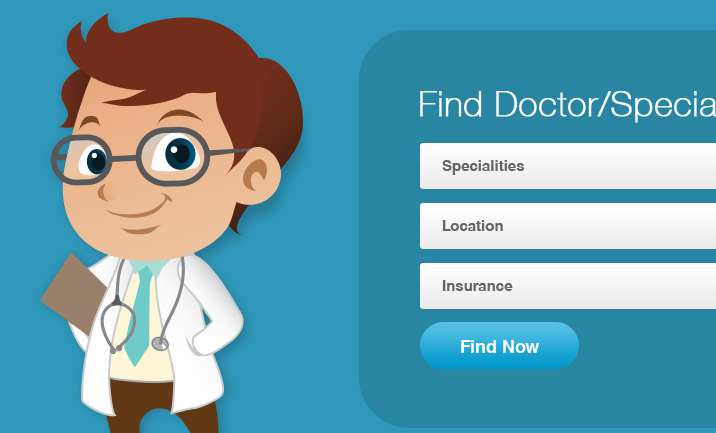 Find Doctor/Specia
Specialities
Location
Insurance
Find Now